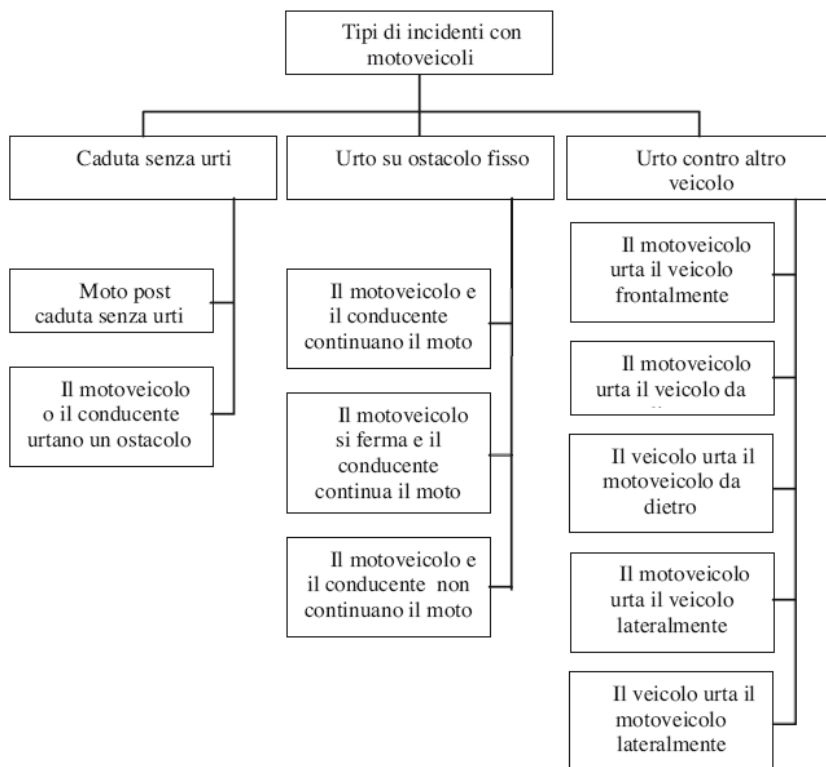 Tipi di incidenti con
motoveicoli
Caduta senza urti
Urto su ostacolo fisso
Urto contro altro
veicolo
Moto post
caduta senza urti
Il motoveicolo
o il conducente
urtano un ostacolo
Il motoveicolo e
il conducente
continuano il moto
Il motoveicolo
si ferma e il
conducente
continua il moto
Il motoveicolo e
il conducente non
continuano il moto
Il motoveicolo
urta il veicolo
frontalmente
Il motoveicolo
urta il veicolo da
Il veicolo urta il
motoveicolo da
dietro
Il motoveicolo
urta il veicolo
lateralmente
Il veicolo urta il
motoveicolo
lateralmente